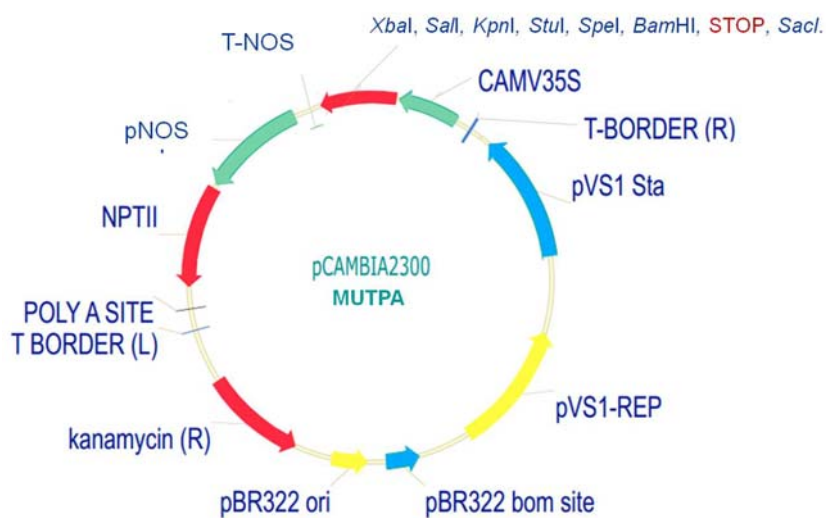 XbaI, SalI, KpnI, StuI, SpeI, BamHI, STOP, SacI.
T-NOS
CAMV35S
T-BORDER (R)
pNOS
pVS1 Sta
NPTII
pCAMBIA2300
MUTPA
POLY A SITE
T BORDER (L)
pVS1-REP
kanamycin (R)
pBR322 ori
pBR322 bom site